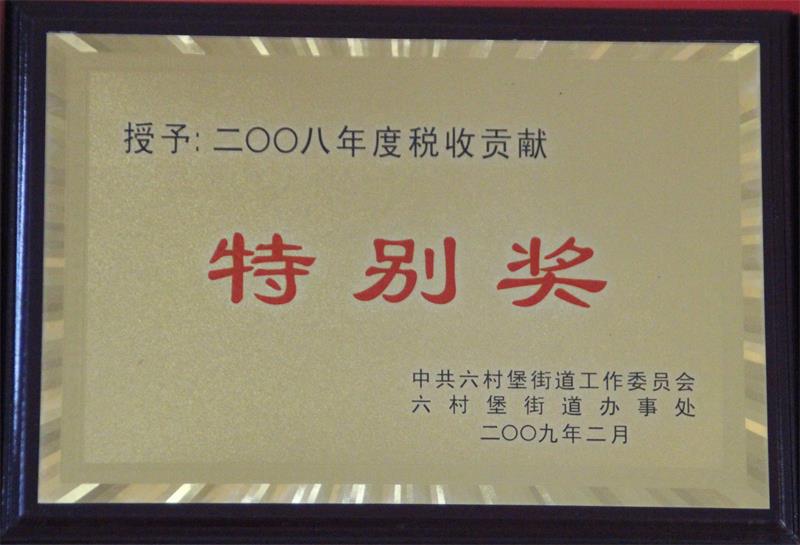 授予:二〇〇八年度税收贡献
特别奖
中共六村堡街道工作委员会
六村堡街道办事处
二〇〇九年二月